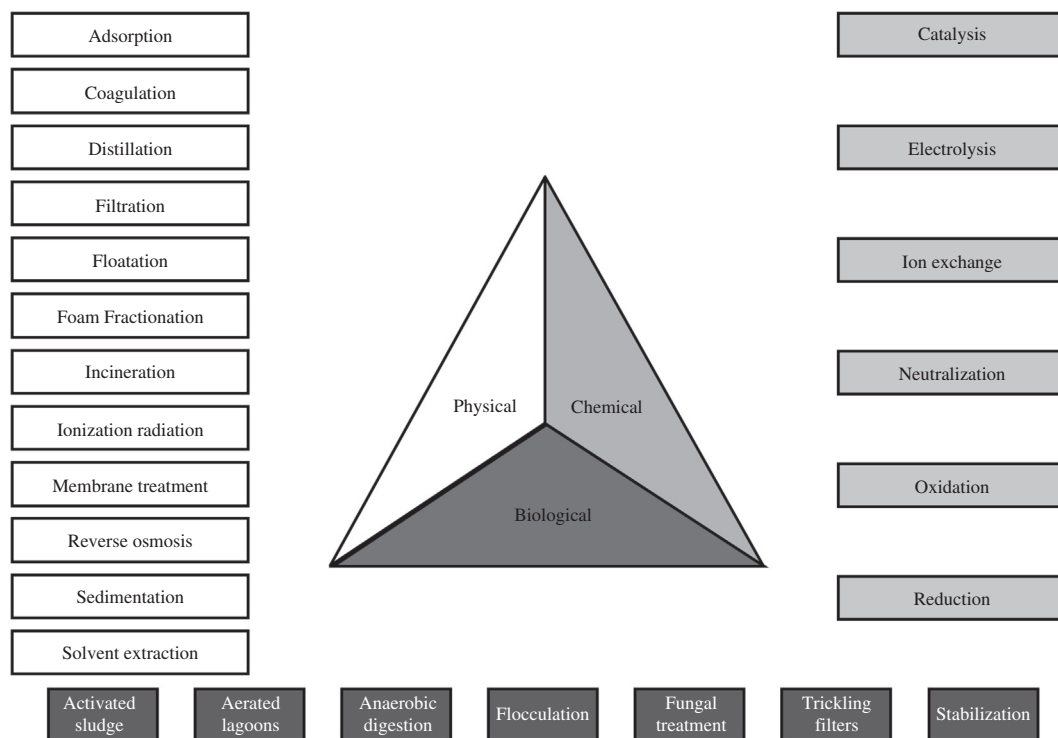 Adsorption
Coagulation
Distillation
Filtration
Floatation
Foam Fractionation
Incineration
Ionization radiation
Membrane treatment
Reverse osmosis
Sedimentation
Solvent extraction
Physical
Chemical
Biological
Catalysis
Electrolysis
Ion exchange
Neutralization
Oxidation
Reduction
Activated
sludge
Aerated
lagoons
Anaerobic
digestion
Flocculation
Fungal
treatment
Trickling
filters
Stabilization